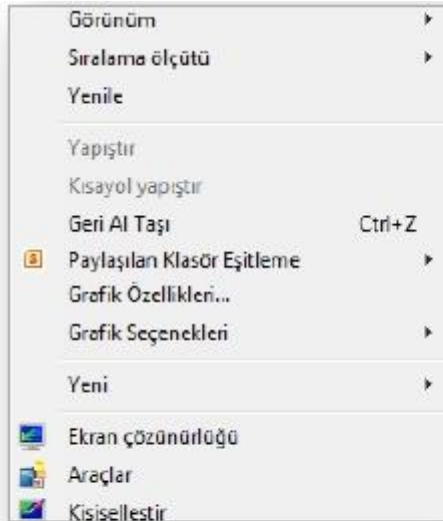 Görünüm
Sıralama ölçütü
Yenile
Yapıştır
Kısayol yapıştır
Geri Al Taşı Ctrl+Z
Paylaşılan Klasör Eşitleme
Grafik Özellikleri...
Grafik Seçenekleri
Yeni
Ekran çözünürlüğü
Araçlar
Kişiselleştir